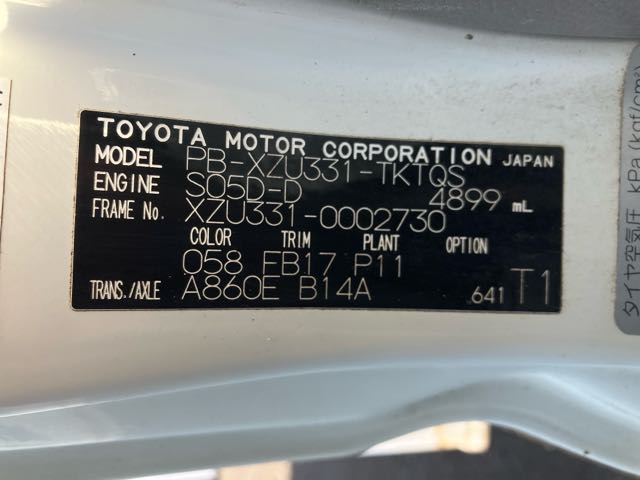 TOYOTA MOTOR CORPORATION JAPAN
MODEL PB-XZU331-TKTQS
ENGINE S05D-D 4899 mL
FRAME No. XZU331-0002730
COLOR TRIM PLANT OPTION
058 FB17 P11
TRANS./AXLE A860E B14A 641 T1
タイヤ空気圧 kPa(kgf/cm²)